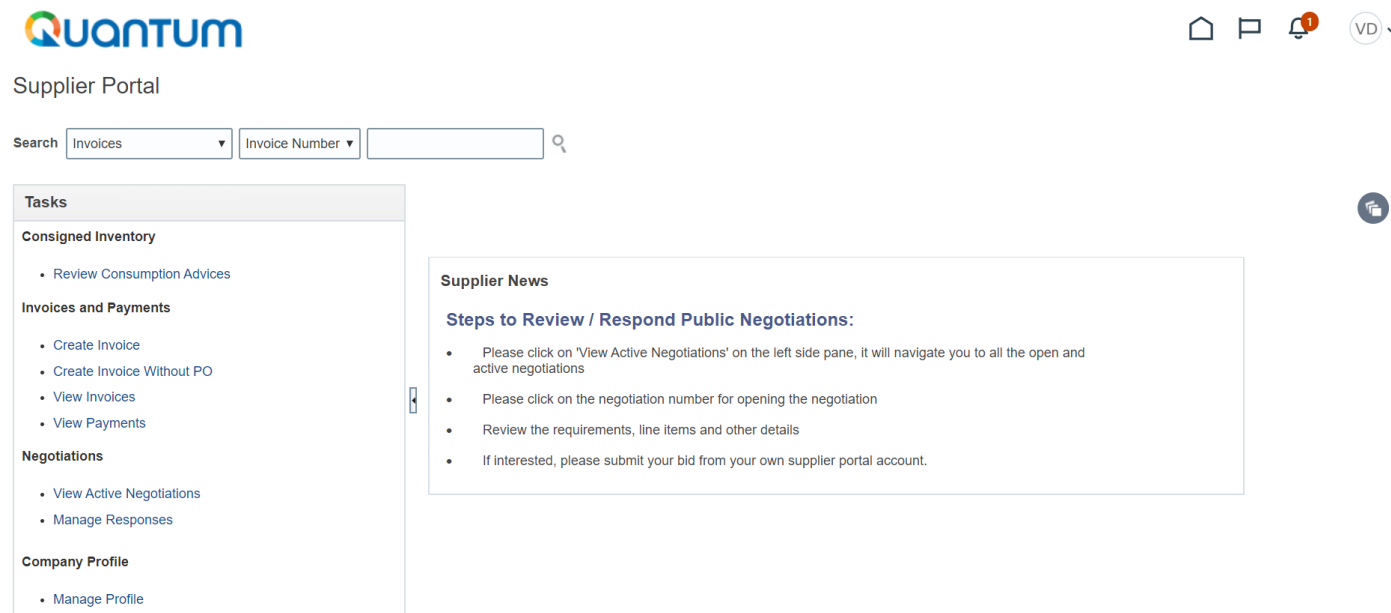 QUANTUM
1
VD
Supplier Portal
Search Invoices Invoice Number
Tasks
Consigned Inventory
Review Consumption Advices
Invoices and Payments
Create Invoice
Create Invoice Without PO
View Invoices
View Payments
Negotiations
View Active Negotiations
Manage Responses
Company Profile
Manage Profile
Supplier News
Steps to Review / Respond Public Negotiations:
Please click on 'View Active Negotiations' on the left side pane, it will navigate you to all the open and
active negotiations
Please click on the negotiation number for opening the negotiation
Review the requirements, line items and other details
If interested, please submit your bid from your own supplier portal account.